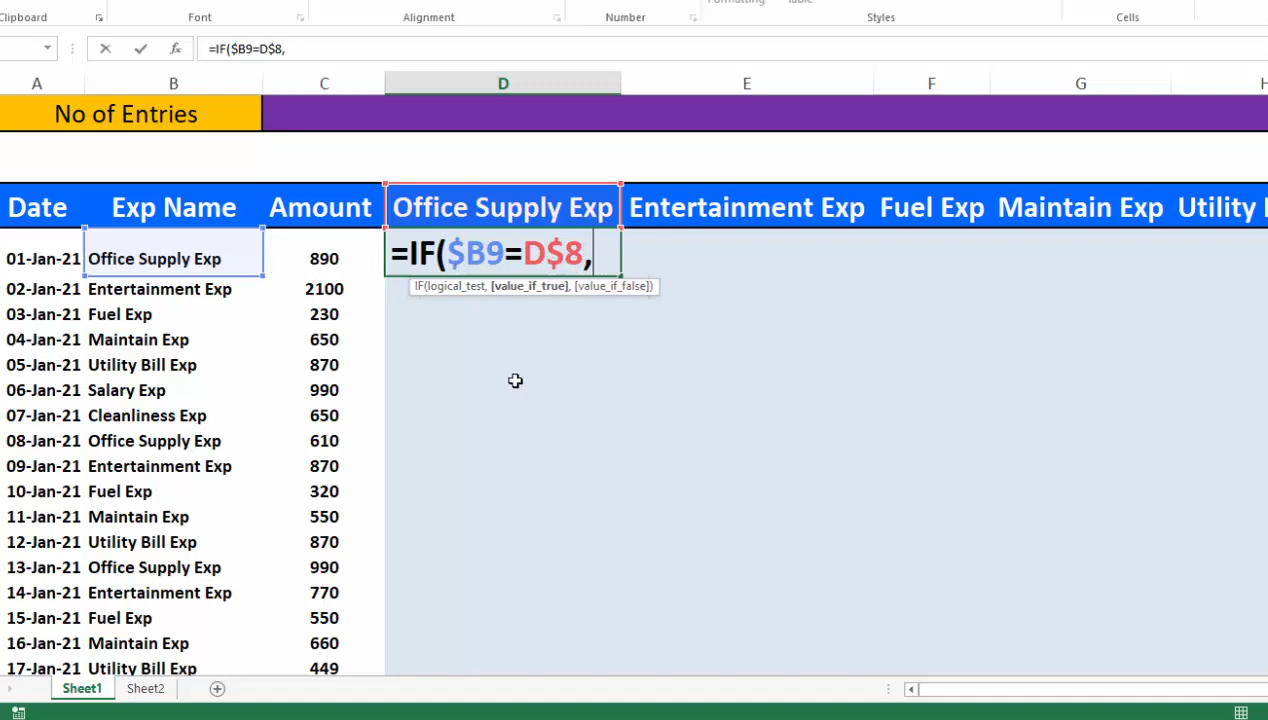 Clipboard Font Alignment Number Styles Cells
=IF($B9=D$8,
A B C D E F G H
No of Entries
Date Exp Name Amount Office Supply Exp Entertainment Exp Fuel Exp Maintain Exp Utility
01-Jan-21 Office Supply Exp 890 =IF($B9=D$8,
IF(logical_test, [value_if_true], [value_if_false])
02-Jan-21 Entertainment Exp 2100
03-Jan-21 Fuel Exp 230
04-Jan-21 Maintain Exp 650
05-Jan-21 Utility Bill Exp 870
06-Jan-21 Salary Exp 990
07-Jan-21 Cleanliness Exp 650
08-Jan-21 Office Supply Exp 610
09-Jan-21 Entertainment Exp 870
10-Jan-21 Fuel Exp 320
11-Jan-21 Maintain Exp 550
12-Jan-21 Utility Bill Exp 870
13-Jan-21 Office Supply Exp 990
14-Jan-21 Entertainment Exp 770
15-Jan-21 Fuel Exp 550
16-Jan-21 Maintain Exp 660
17-Jan-21 Utility Bill Exp 449
Sheet1 Sheet2